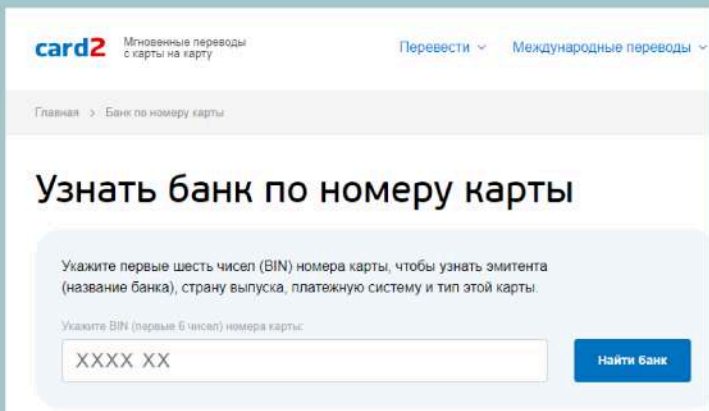 card2
Мгновенные переводы
с карты на карту
Перевести
Международные переводы
Главная > Банк по номеру карты
Узнать банк по номеру карты
Укажите первые шесть чисел (BIN) номера карты, чтобы узнать эмитента
(название банка), страну выпуска, платежную систему и тип этой карты.
Укажите BIN (первые 6 чисел) номера карты:
XXXX XX
Найти банк